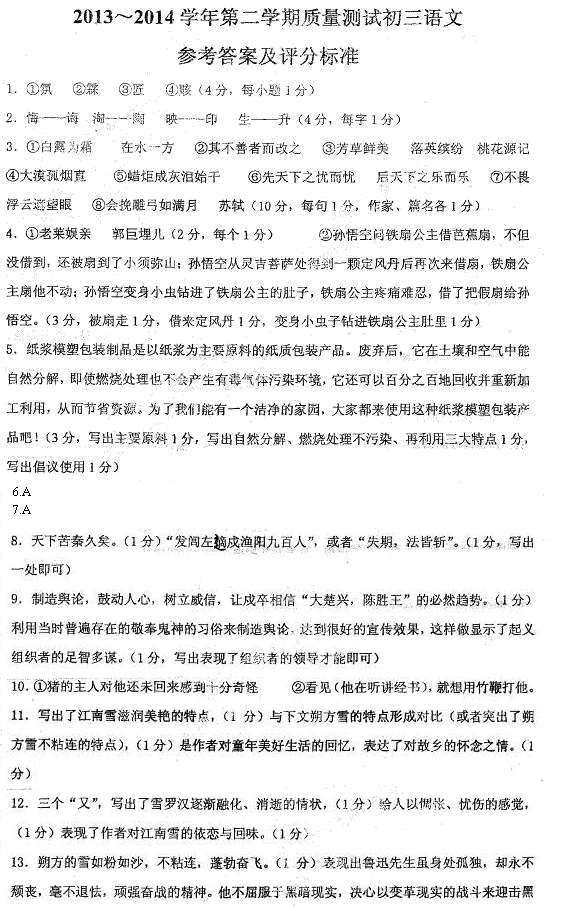 2013～2014学年第二学期质量测试初三语文
参考答案及评分标准
1. ①氛 ②霖 ③匠 ④赅（4分，每小题1分）
2. 悔——诲 淘——陶 映——印 生——升（4分，每字1分）
3. ①白露为霜 在水一方 ②其不善者而改之 ③芳草鲜美 落英缤纷 桃花源记
④大漠孤烟直 ⑤蜡炬成灰泪始干 ⑥先天下之忧而忧 后天下之乐而乐 ⑦不畏
浮云遮望眼 ⑧会挽雕弓如满月 苏轼（10分，每句1分，作家、篇名各1分）
4. ①老莱娱亲 郭巨埋儿（2分，每个1分） ②孙悟空问铁扇公主借芭蕉扇，不但
没借到，还被扇到了小须弥山；孙悟空从灵吉菩萨处得到一颗定风丹后再次来借扇，铁扇公
主扇他不动；孙悟空变身小虫钻进了铁扇公主的肚子，铁扇公主疼痛难忍，借了把假扇给孙
悟空。（3分，被扇走1分，借来定风丹1分，变身小虫子钻进铁扇公主肚里1分）
5. 纸浆模塑包装制品是以纸浆为主要原料的纸质包装产品。废弃后，它在土壤和空气中能
自然分解，即使燃烧处理也不会产生有毒气体污染环境，它还可以百分之百地回收并重新加
工利用，从而节省资源。为了我们能有一个洁净的家园，大家都来使用这种纸浆模塑包装产
品吧！（3分，写出主要原料1分，写出自然分解、燃烧处理不污染、再利用三大特点1分，
写出倡议使用1分）
6.A
7.A
8. 天下苦秦久矣。（1分）“发闾左適戍渔阳九百人”，或者“失期，法皆斩”。（1分，写出
一处即可）
9. 制造舆论，鼓动人心，树立威信，让戍卒相信“大楚兴，陈胜王”的必然趋势。（1分）
利用当时普遍存在的敬奉鬼神的习俗来制造舆论，达到很好的宣传效果，这样做显示了起义
组织者的足智多谋。（1分，写出表现了组织者的领导才能即可）
10. ①猪的主人对他还未回来感到十分奇怪 ②看见（他在听讲经书），就想用竹鞭打他。
11. 写出了江南雪滋润美艳的特点，（1分）与下文朔方雪的特点形成对比（或者突出了朔
方雪不粘连的特点），（1分）是作者对童年美好生活的回忆，表达了对故乡的怀念之情。（1
分）
12. 三个“又”，写出了雪罗汉逐渐融化、消逝的情状，（1分）给人以惆怅、忧伤的感觉，
（1分）表现了作者对江南雪的依恋与回味。（1分）
13. 朔方的雪如粉如沙，不粘连，蓬勃奋飞。（1分）表现出鲁迅先生虽身处孤独，却永不
颓丧，毫不退怯，顽强奋战的精神。他不屈服于黑暗现实，决心以变革现实的战斗来迎击黑